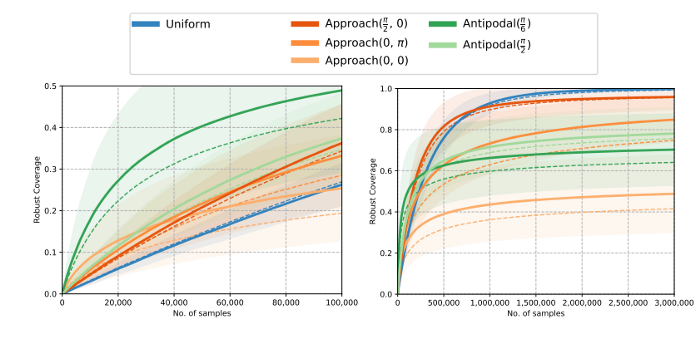 Uniform
Approach(π/2, 0)
Approach(0, π)
Approach(0, 0)
Antipodal(π/6)
Antipodal(π/2)
0.5
0.4
0.3
0.2
0.1
0.0
Robust Coverage
0 20,000 40,000 60,000 80,000 100,000
No. of samples
1.0
0.8
0.6
0.4
0.2
0.0
Robust Coverage
0 500,000 1,000,000 1,500,000 2,000,000 2,500,000 3,000,000
No. of samples